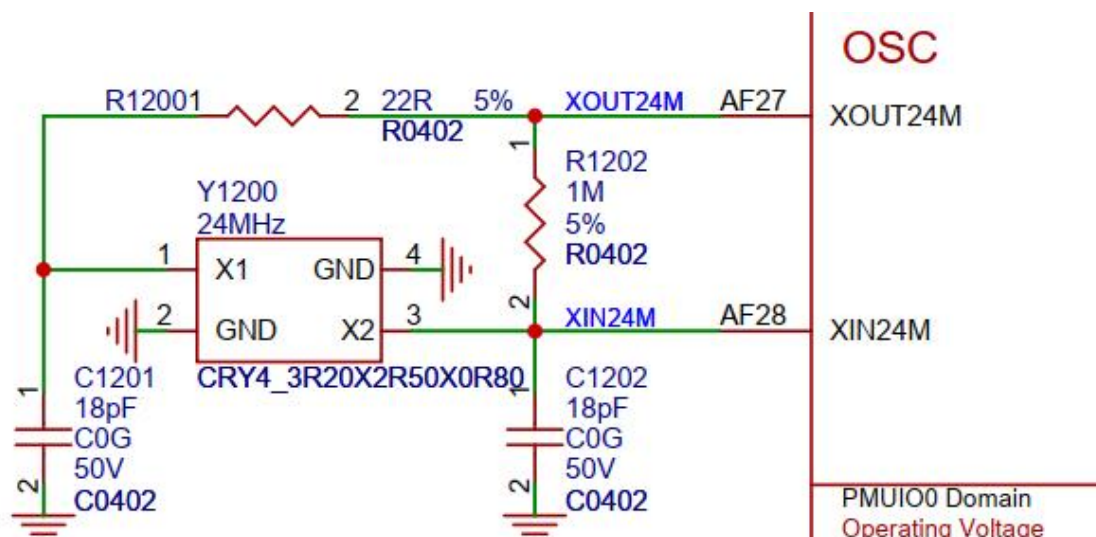 OSC
R12001 2 22R 5% XOUT24M AF27 XOUT24M
R0402
1
R1202
1M
5%
R0402
2
Y1200
24MHz
1 X1 GND 4
2 GND X2 3 XIN24M AF28 XIN24M
CRY4_3R20X2R50X0R80
1
C1201
18pF
C0G
50V
C0402
2
1
C1202
18pF
C0G
50V
C0402
2
PMUIO0 Domain
Operating Voltage